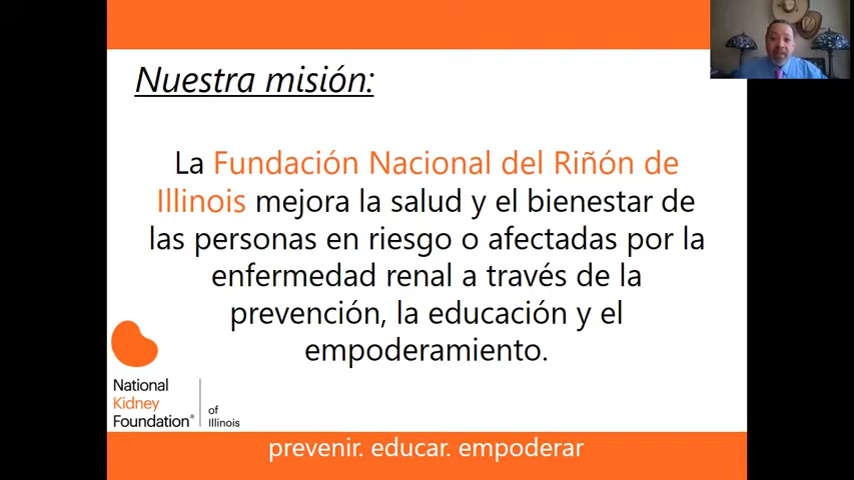 Nuestra misión:
La Fundación Nacional del Riñón de
Illinois mejora la salud y el bienestar de
las personas en riesgo o afectadas por la
enfermedad renal a través de la
prevención, la educación y el
empoderamiento.
National
Kidney
Foundation®
of
Illinois
prevenir. educar. empoderar